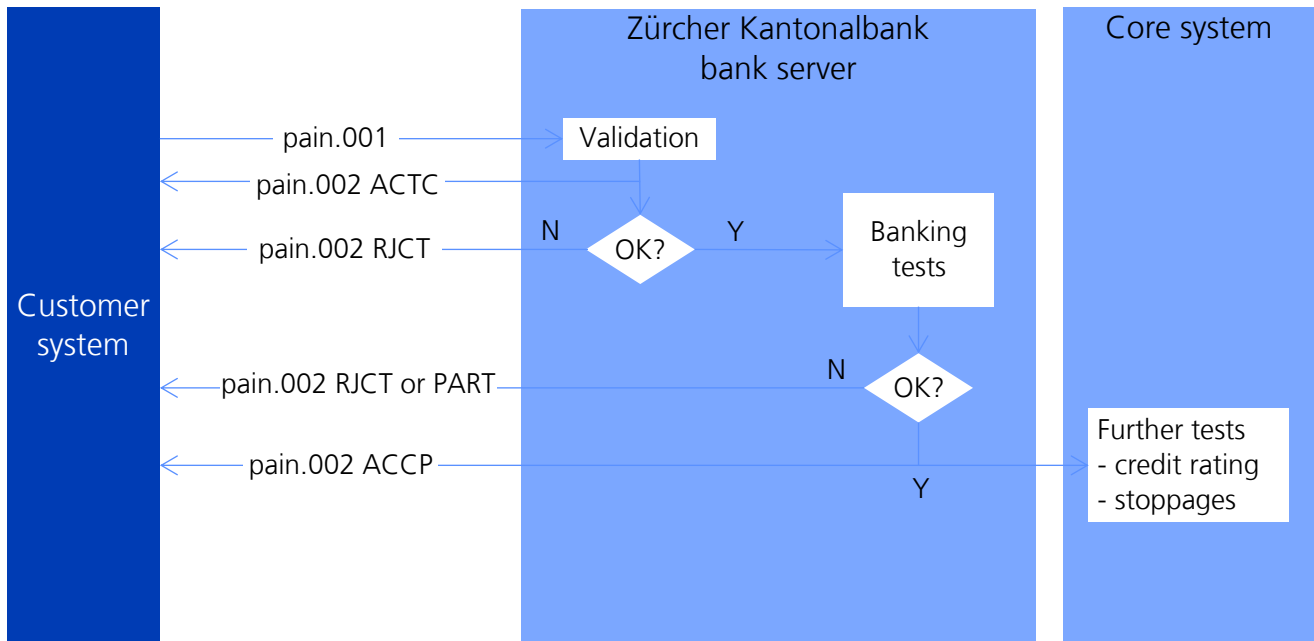 Zürcher Kantonalbank
bank server
Core system
pain.001
Validation
pain.002 ACTC
pain.002 RJCT
N
OK?
Y
Banking
tests
Customer
system
pain.002 RJCT or PART
N
OK?
pain.002 ACCP
Y
Further tests
- credit rating
- stoppages